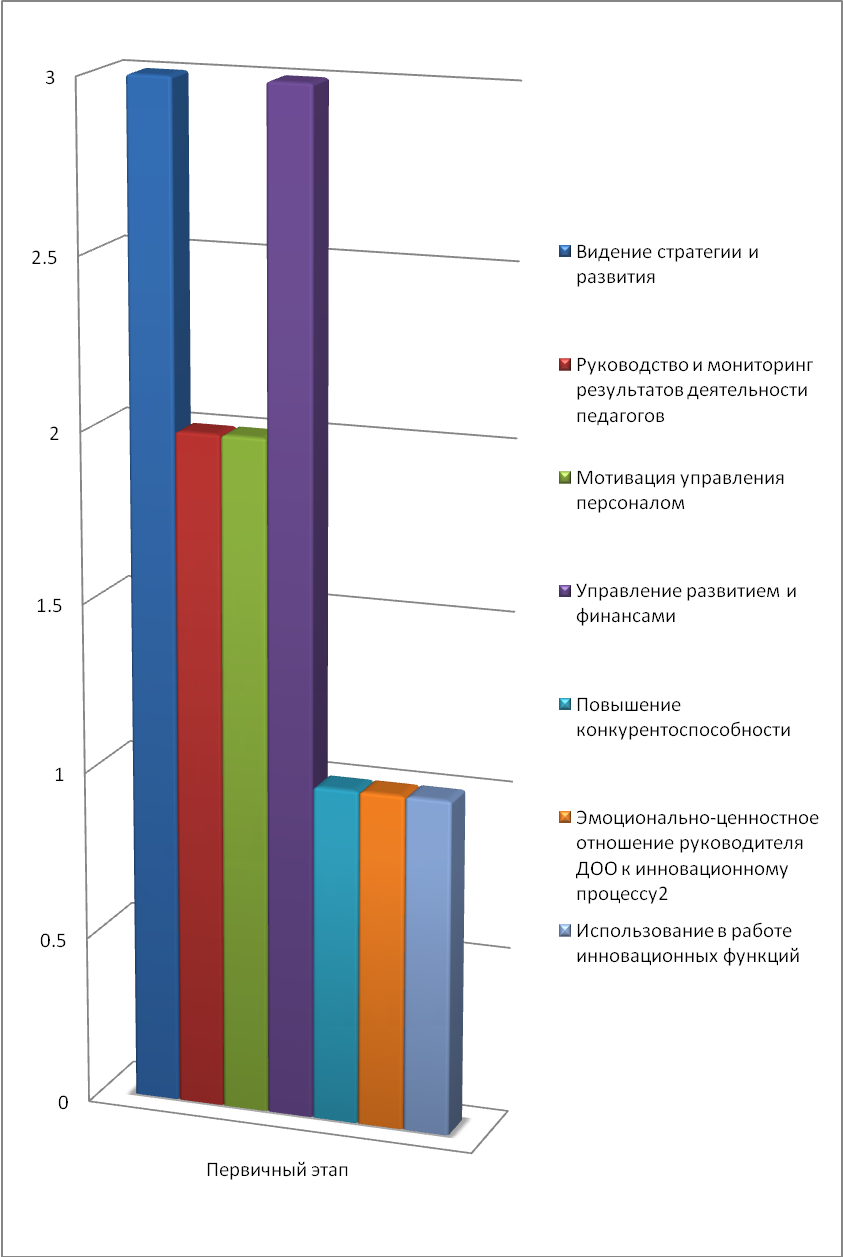 3
2.5
2
1.5
1
0.5
0
Первичный этап
Видение стратегии и
развития
Руководство и мониторинг
результатов деятельности
педагогов
Мотивация управления
персоналом
Управление развитием и
финансами
Повышение
конкурентоспособности
Эмоционально-ценностное
отношение руководителя
ДОО к инновационному
процессу2
Использование в работе
инновационных функций